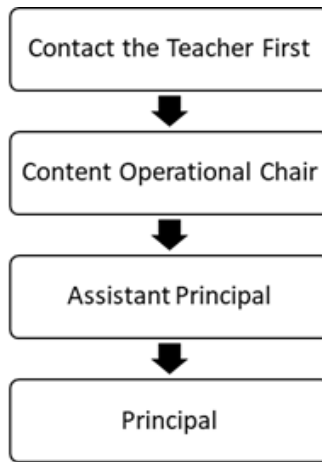 Contact the Teacher First
Content Operational Chair
Assistant Principal
Principal